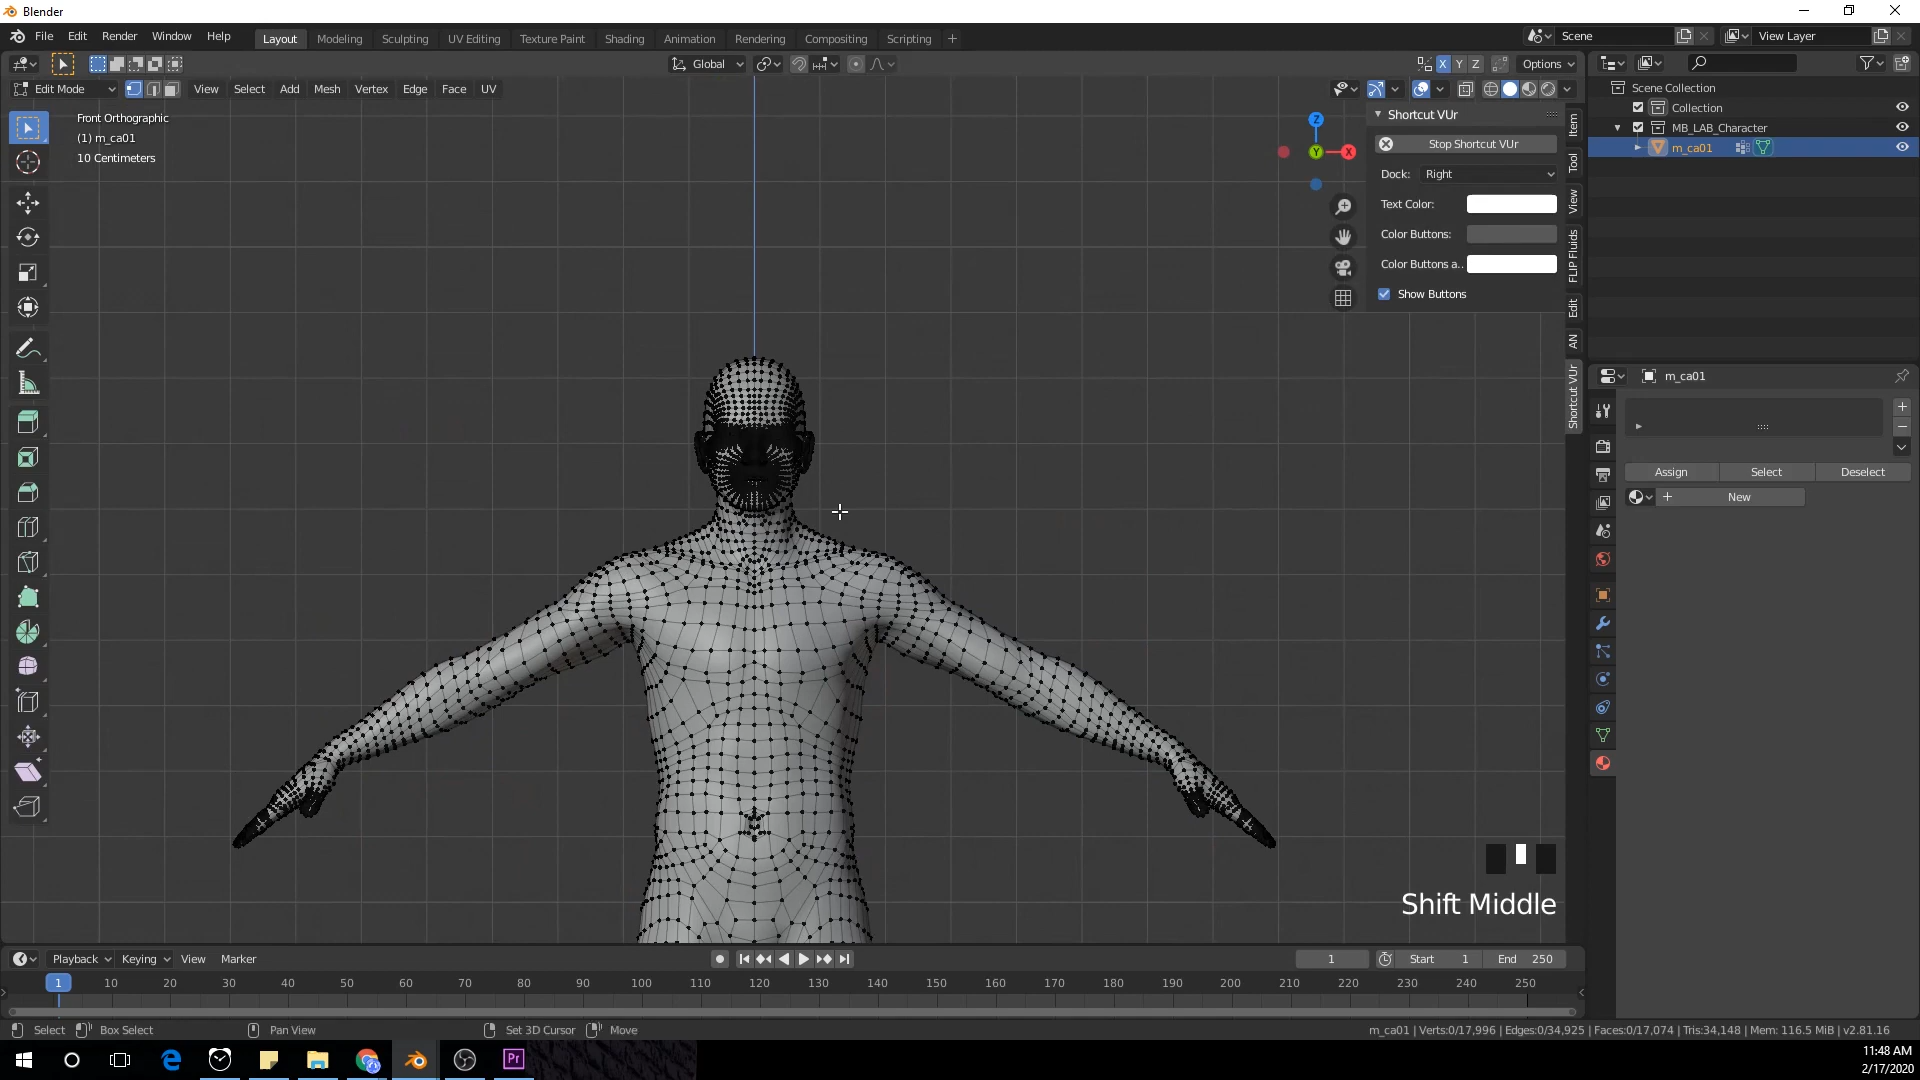 Blender
File Edit Render Window Help
Layout Modeling Sculpting UV Editing Texture Paint Shading Animation Rendering Compositing Scripting +
Scene
View Layer
Global
X Y Z Options
Edit Mode View Select Add Mesh Vertex Edge Face UV
Front Orthographic
(1) m_ca01
10 Centimeters
Z
Y
X
Shortcut VUr
Stop Shortcut VUr
Dock: Right
Text Color:
Color Buttons:
Color Buttons a..
Show Buttons
Item
Tool
View
FLIP Fluids
Edit
AN
Shortcut VUr
Scene Collection
Collection
MB_LAB_Character
m_ca01
m_ca01
Assign Select Deselect
New
Shift Middle
Playback Keying View Marker
1 Start 1 End 250
1 10 20 30 40 50 60 70 80 90 100 110 120 130 140 150 160 170 180 190 200 210 220 230 240 250
Select Box Select Pan View Set 3D Cursor Move
m_ca01 | Verts:0/17,996 | Edges:0/34,925 | Faces:0/17,074 | Tris:34,148 | Mem: 116.5 MiB | v2.81.16
Pr
11:48 AM
2/17/2020